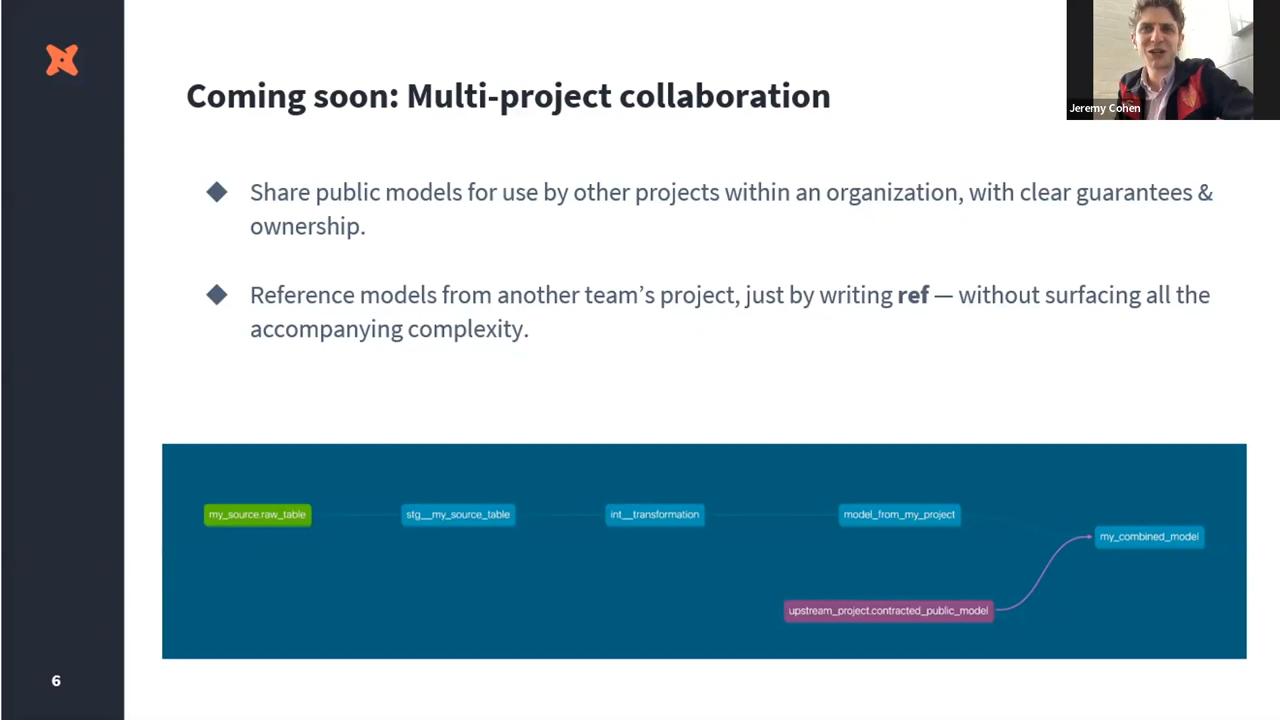 Coming soon: Multi-project collaboration
Jeremy Cohen
Share public models for use by other projects within an organization, with clear guarantees &
ownership.
Reference models from another team’s project, just by writing ref — without surfacing all the
accompanying complexity.
my_source.raw_table
stg__my_source_table
int__transformation
model_from_my_project
my_combined_model
upstream_project.contracted_public_model
6